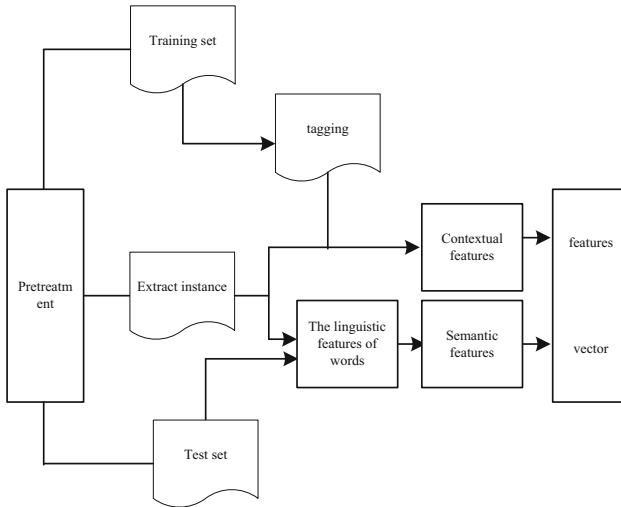 Training set
tagging
Contextual
features
features
Pretreatm
ent
Extract instance
The linguistic
features of
words
Semantic
features
vector
Test set